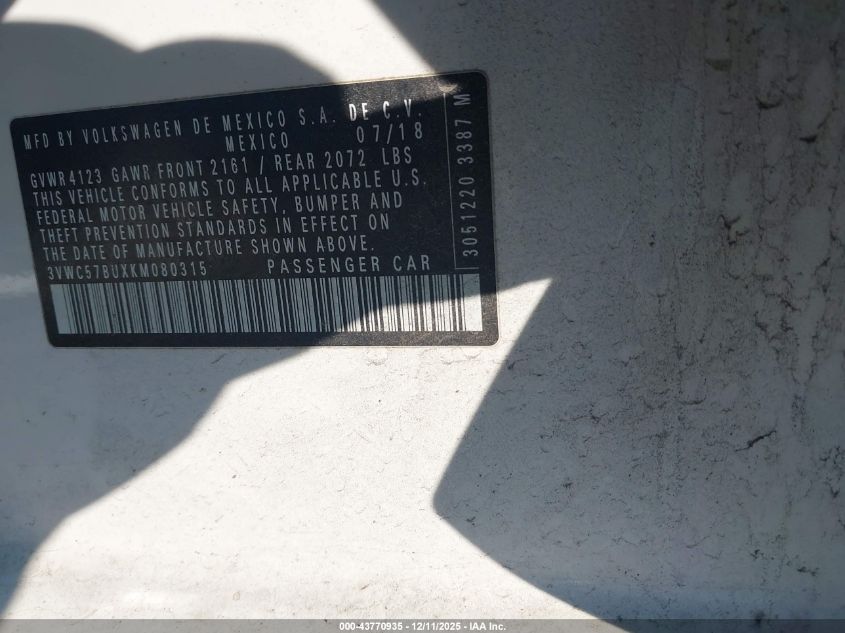 MFD BY VOLKSWAGEN DE MEXICO S.A. DE C.V.
MEXICO 07/18
GVWR 4123 GAWR FRONT 2161 / REAR 2072 LBS
THIS VEHICLE CONFORMS TO ALL APPLICABLE U.S.
FEDERAL MOTOR VEHICLE SAFETY, BUMPER AND
THEFT PREVENTION STANDARDS IN EFFECT ON
THE DATE OF MANUFACTURE SHOWN ABOVE.
3VWC57BUXKM080315 PASSENGER CAR
3051220 3387 M
000-43770935 - 12/11/2025 - IAA Inc.